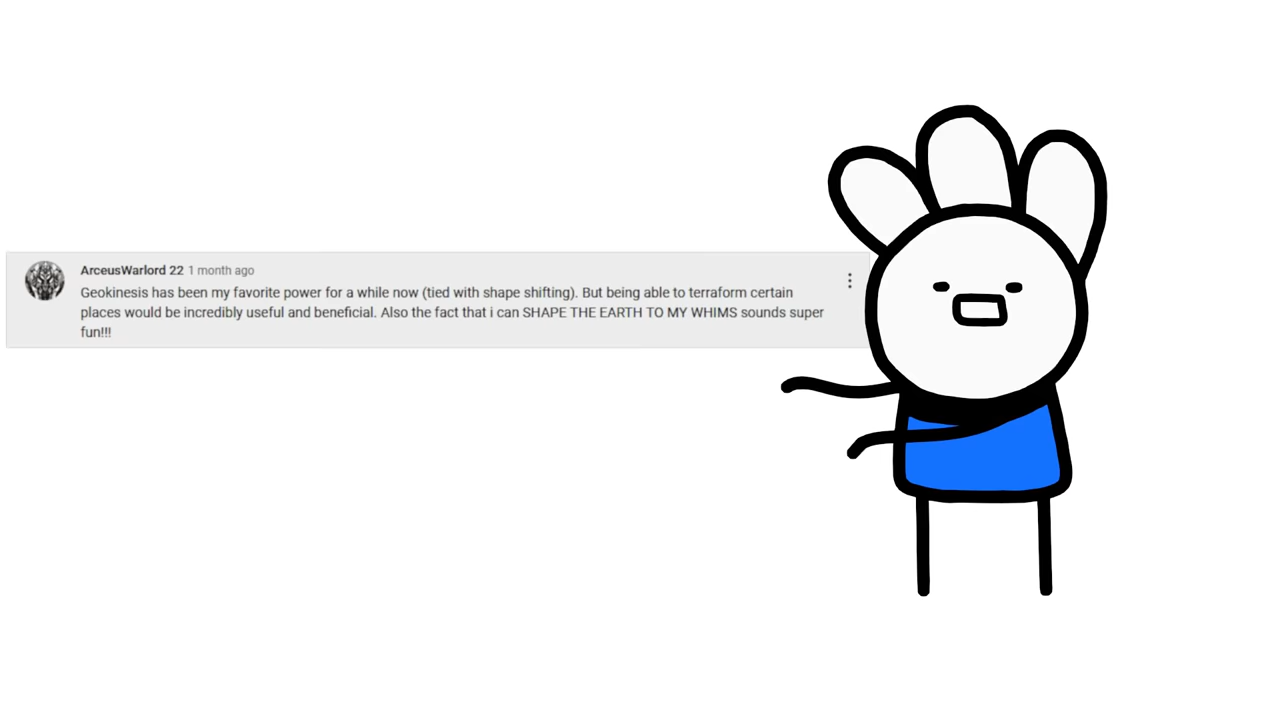 ArceusWarlord 22 1 month ago
Geokinesis has been my favorite power for a while now (tied with shape shifting). But being able to terraform certain
places would be incredibly useful and beneficial. Also the fact that i can SHAPE THE EARTH TO MY WHIMS sounds super
fun!!!